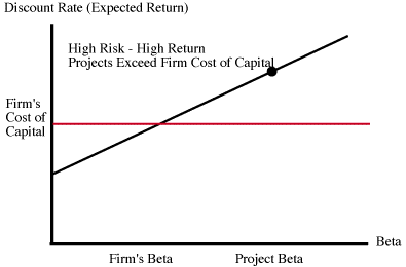 Discount Rate (Expected Return)
High Risk - High Return
Projects Exceed Firm Cost of Capital
Firm's
Cost of
Capital
Beta
Firm's Beta
Project Beta